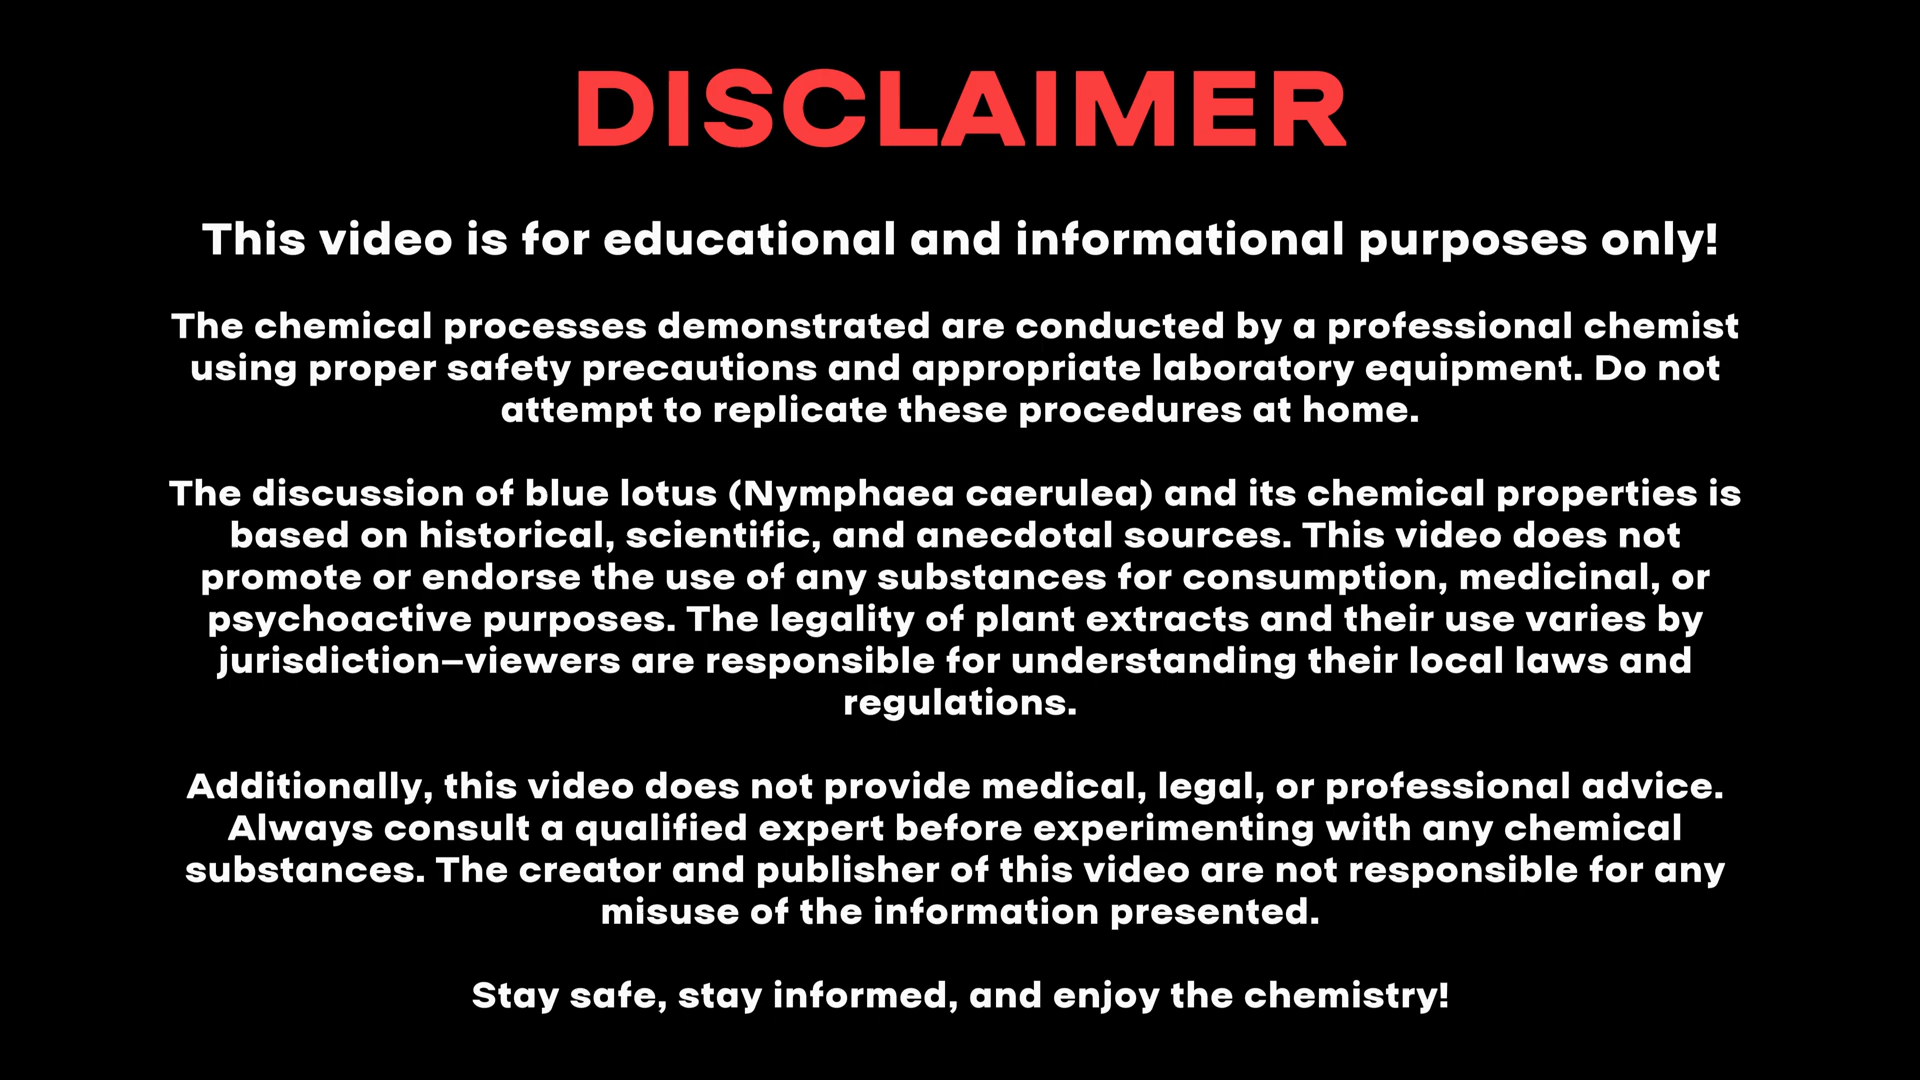 DISCLAIMER
This video is for educational and informational purposes only!
The chemical processes demonstrated are conducted by a professional chemist
using proper safety precautions and appropriate laboratory equipment. Do not
attempt to replicate these procedures at home.
The discussion of blue lotus (Nymphaea caerulea) and its chemical properties is
based on historical, scientific, and anecdotal sources. This video does not
promote or endorse the use of any substances for consumption, medicinal, or
psychoactive purposes. The legality of plant extracts and their use varies by
jurisdiction—viewers are responsible for understanding their local laws and
regulations.
Additionally, this video does not provide medical, legal, or professional advice.
Always consult a qualified expert before experimenting with any chemical
substances. The creator and publisher of this video are not responsible for any
misuse of the information presented.
Stay safe, stay informed, and enjoy the chemistry!